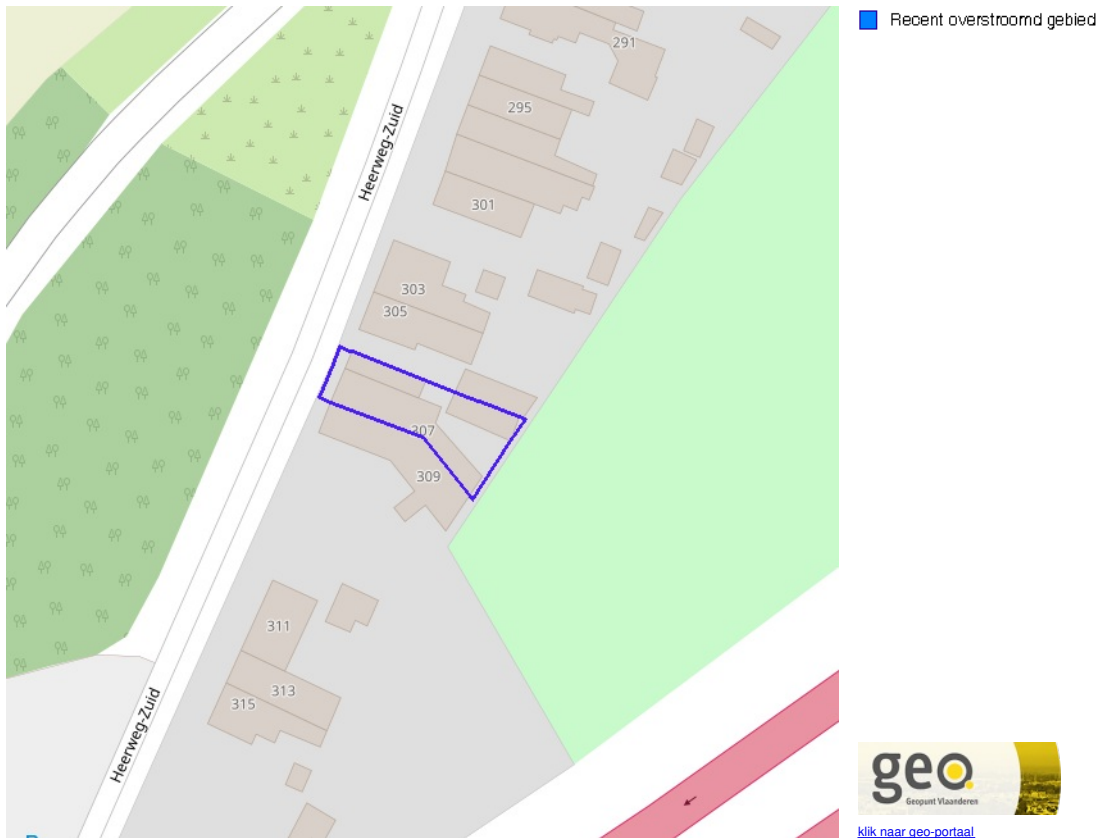 Recent overstroomd gebied
291
295
Heerweg-Zuid
301
303
305
307
309
311
313
315
Heerweg-Zuid
geo
Geopunt Vlaanderen
klik naar geo-portaal